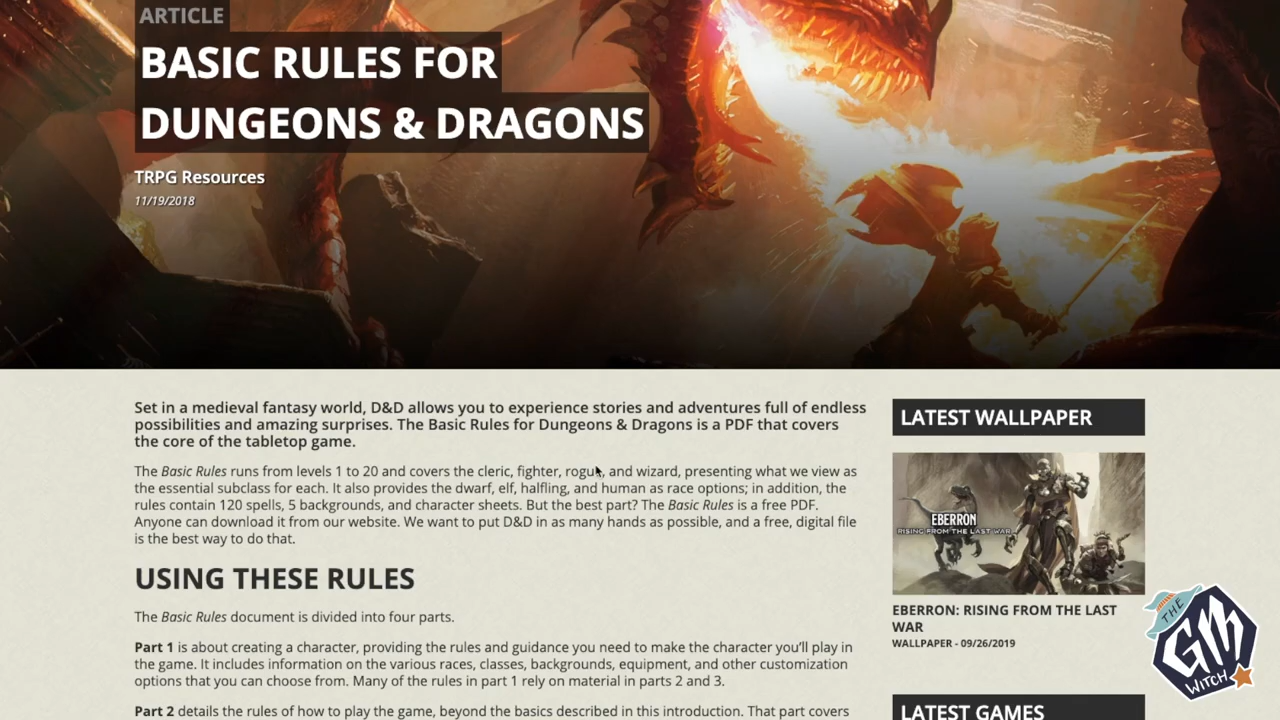 ARTICLE
BASIC RULES FOR
DUNGEONS & DRAGONS
TRPG Resources
11/19/2018
Set in a medieval fantasy world, D&D allows you to experience stories and adventures full of endless
possibilities and amazing surprises. The Basic Rules for Dungeons & Dragons is a PDF that covers
the core of the tabletop game.
The Basic Rules runs from levels 1 to 20 and covers the cleric, fighter, rogue, and wizard, presenting what we view as
the essential subclass for each. It also provides the dwarf, elf, halfling, and human as race options; in addition, the
rules contain 120 spells, 5 backgrounds, and character sheets. But the best part? The Basic Rules is a free PDF.
Anyone can download it from our website. We want to put D&D in as many hands as possible, and a free, digital file
is the best way to do that.
USING THESE RULES
The Basic Rules document is divided into four parts.
Part 1 is about creating a character, providing the rules and guidance you need to make the character you'll play in
the game. It includes information on the various races, classes, backgrounds, equipment, and other customization
options that you can choose from. Many of the rules in part 1 rely on material in parts 2 and 3.
Part 2 details the rules of how to play the game, beyond the basics described in this introduction. That part covers
LATEST WALLPAPER
EBERRON
RISING FROM THE LAST WAR
EBERRON: RISING FROM THE LAST
WAR
WALLPAPER - 09/26/2019
LATEST GAMES
THE
GM
WITCH